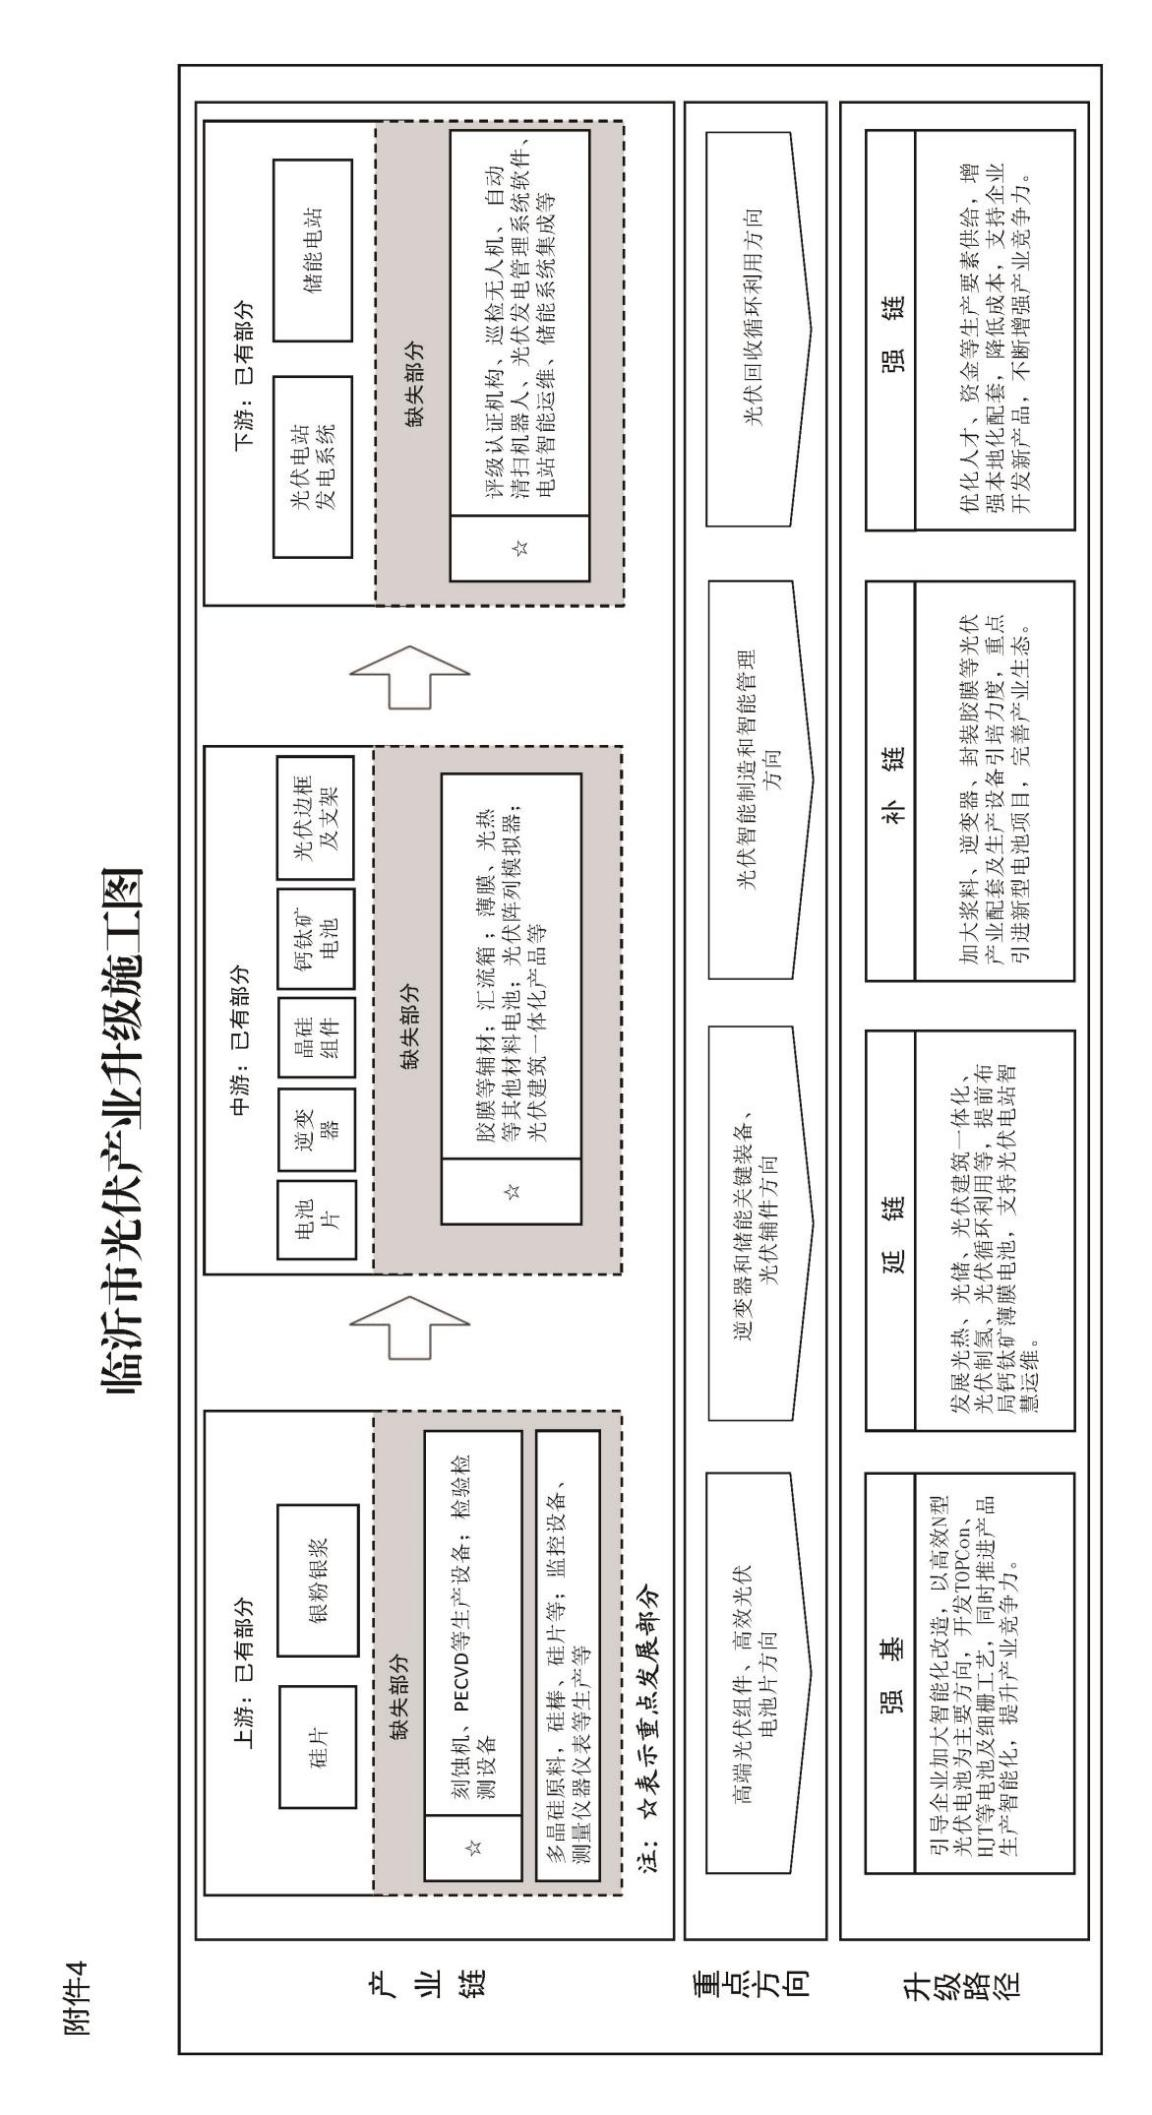 附件4
临沂市光伏产业升级施工图
产业链
上游：已有部分
硅片
银粉银浆
缺失部分
☆
刻蚀机、PECVD等生产设备；检验检
测设备
多晶硅原料，硅棒、硅片等；监控设备、
测量仪器仪表等生产等
注：☆表示重点发展部分
中游：已有部分
电池
片
逆变
器
晶硅
组件
钙钛矿
电池
光伏边框
及支架
缺失部分
☆
胶膜等辅材；汇流箱；薄膜、光热
等其他材料电池；光伏阵列模拟器；
光伏建筑一体化产品等
下游：已有部分
光伏电站
发电系统
储能电站
缺失部分
☆
评级认证机构、巡检无人机、自动
清扫机器人、光伏发电管理系统软件、
电站智能运维、储能系统集成等
重点方向
高端光伏组件、高效光伏
电池片方向
逆变器和储能关键装备、
光伏辅件方向
光伏智能制造和智能管理
方向
光伏回收循环利用方向
升级路径
强 基
引导企业加大智能化改造，以高效N型
光伏电池为主要方向，开发TOPCon、
HJT等电池及细栅工艺，同时推进产品
生产智能化，提升产业竞争力。
延 链
发展光热、光储、光伏建筑一体化、
光伏制氢、光伏循环利用等，提前布
局钙钛矿薄膜电池，支持光伏电站智
慧运维。
补 链
加大浆料、逆变器、封装胶膜等光伏
产业配套及生产设备引培力度，重点
引进新型电池项目，完善产业生态。
强 链
优化人才、资金等生产要素供给，增
强本地化配套，降低成本，支持企业
开发新产品，不断增强产业竞争力。